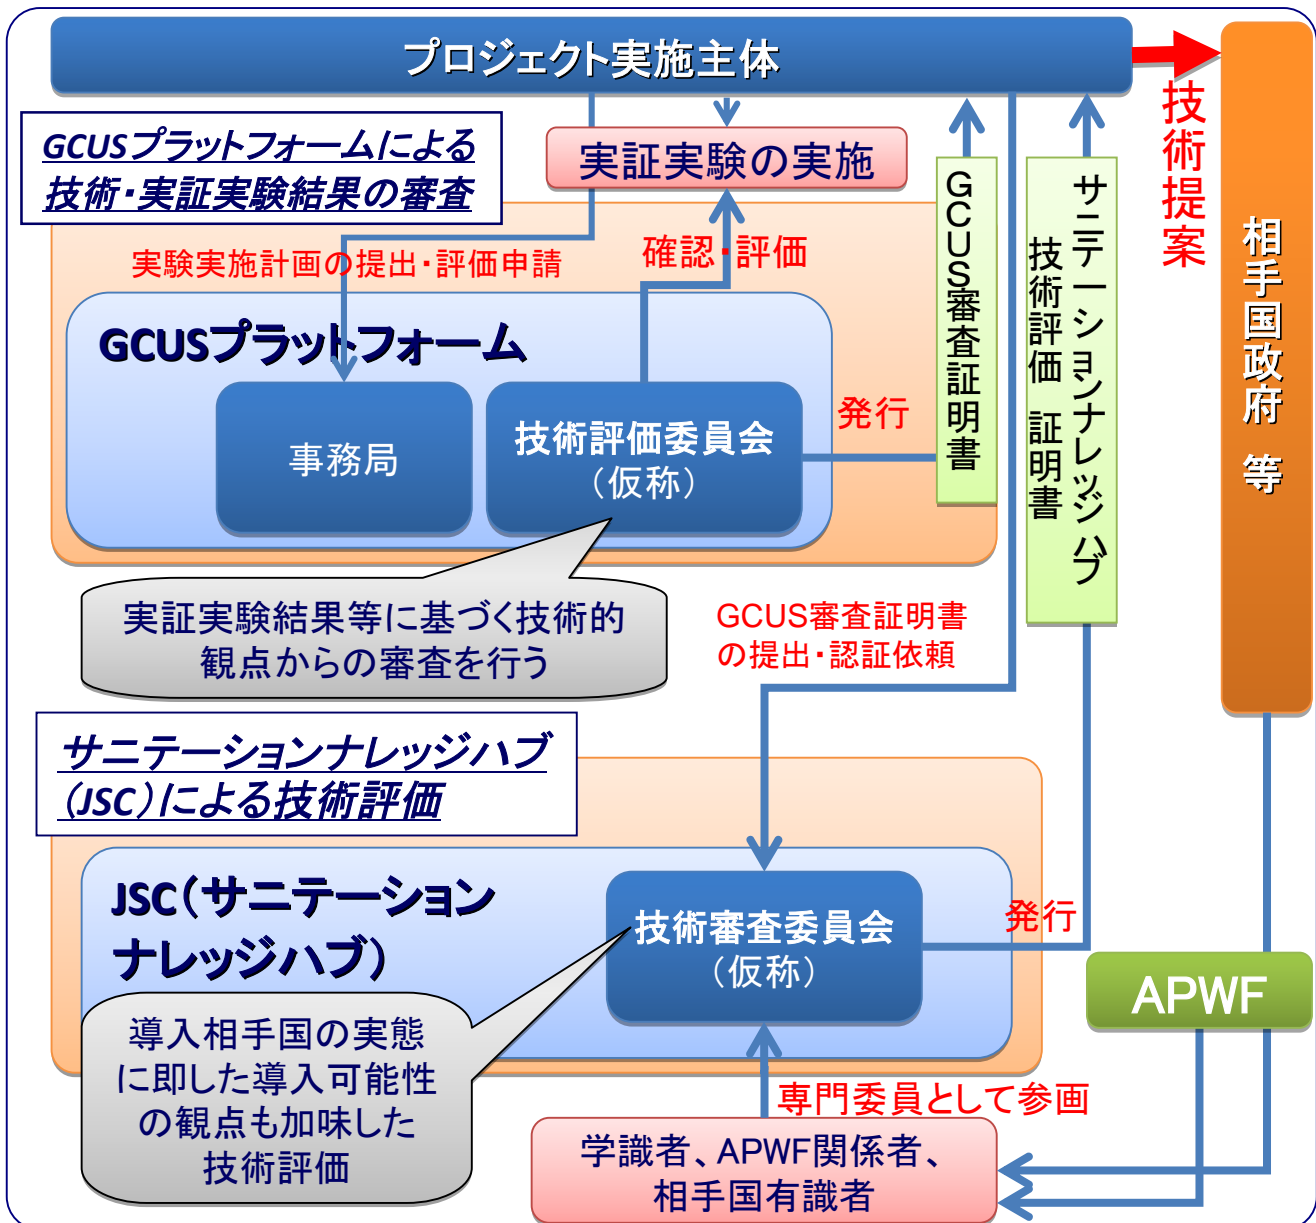 プロジェクト実施主体
技術提案
相手国政府 等
GCUSプラットフォームによる
技術・実証実験結果の審査
実証実験の実施
実験実施計画の提出・評価申請
確認・評価
GCUS審査証明書
サニテーションナレッジハブ
技術評価 証明書
GCUSプラットフォーム
事務局
技術評価委員会
（仮称）
発行
実証実験結果等に基づく技術的
観点からの審査を行う
GCUS審査証明書
の提出・認証依頼
サニテーションナレッジハブ
（JSC）による技術評価
JSC（サニテーション
ナレッジハブ）
技術審査委員会
（仮称）
発行
APWF
導入相手国の実態
に即した導入可能性
の観点も加味した
技術評価
専門委員として参画
学識者、APWF関係者、
相手国有識者